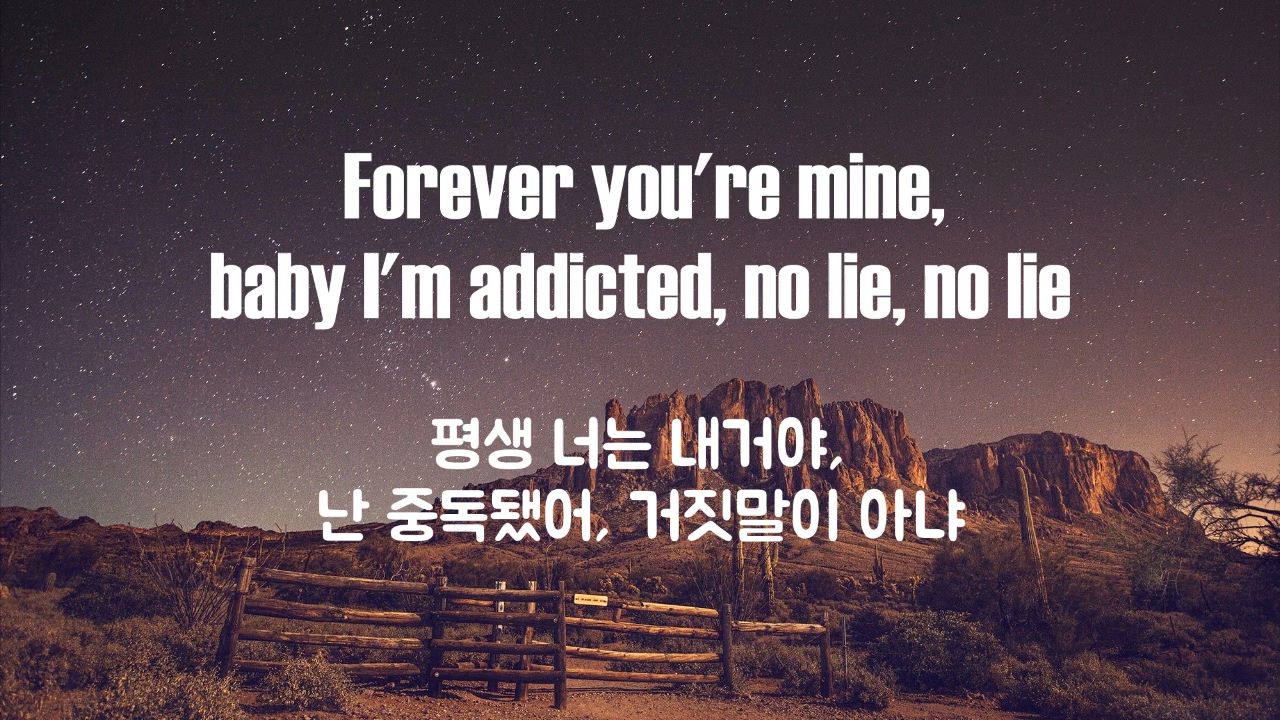 Forever you're mine,
baby I'm addicted, no lie, no lie
평생 너는 내거야,
난 중독됐어, 거짓말이 아냐